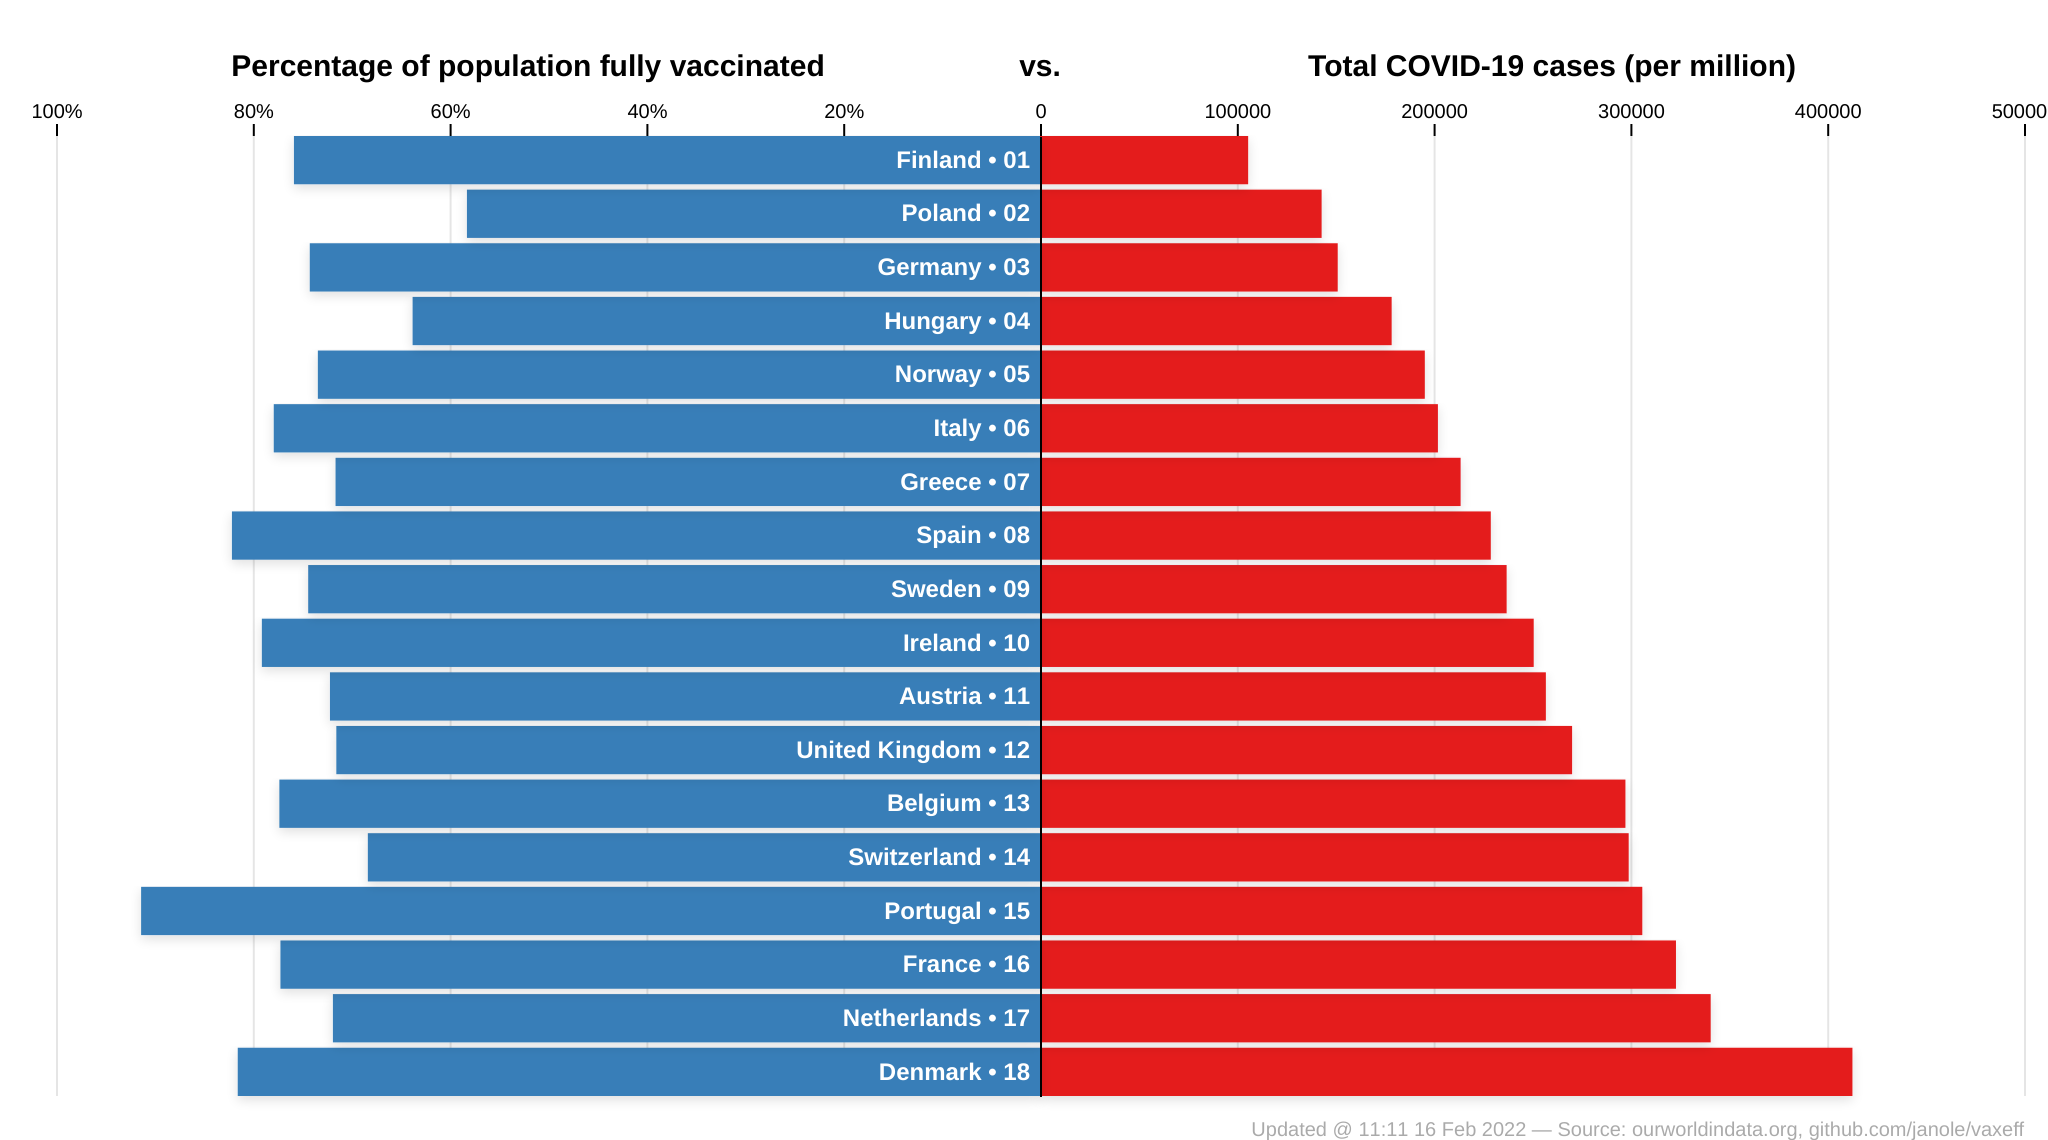 Percentage of population fully vaccinated vs. Total COVID-19 cases (per million)
100% 80% 60% 40% 20% 0 100000 200000 300000 400000 50000
Finland • 01
Poland • 02
Germany • 03
Hungary • 04
Norway • 05
Italy • 06
Greece • 07
Spain • 08
Sweden • 09
Ireland • 10
Austria • 11
United Kingdom • 12
Belgium • 13
Switzerland • 14
Portugal • 15
France • 16
Netherlands • 17
Denmark • 18
Updated @ 11:11 16 Feb 2022 — Source: ourworldindata.org, github.com/janole/vaxeff